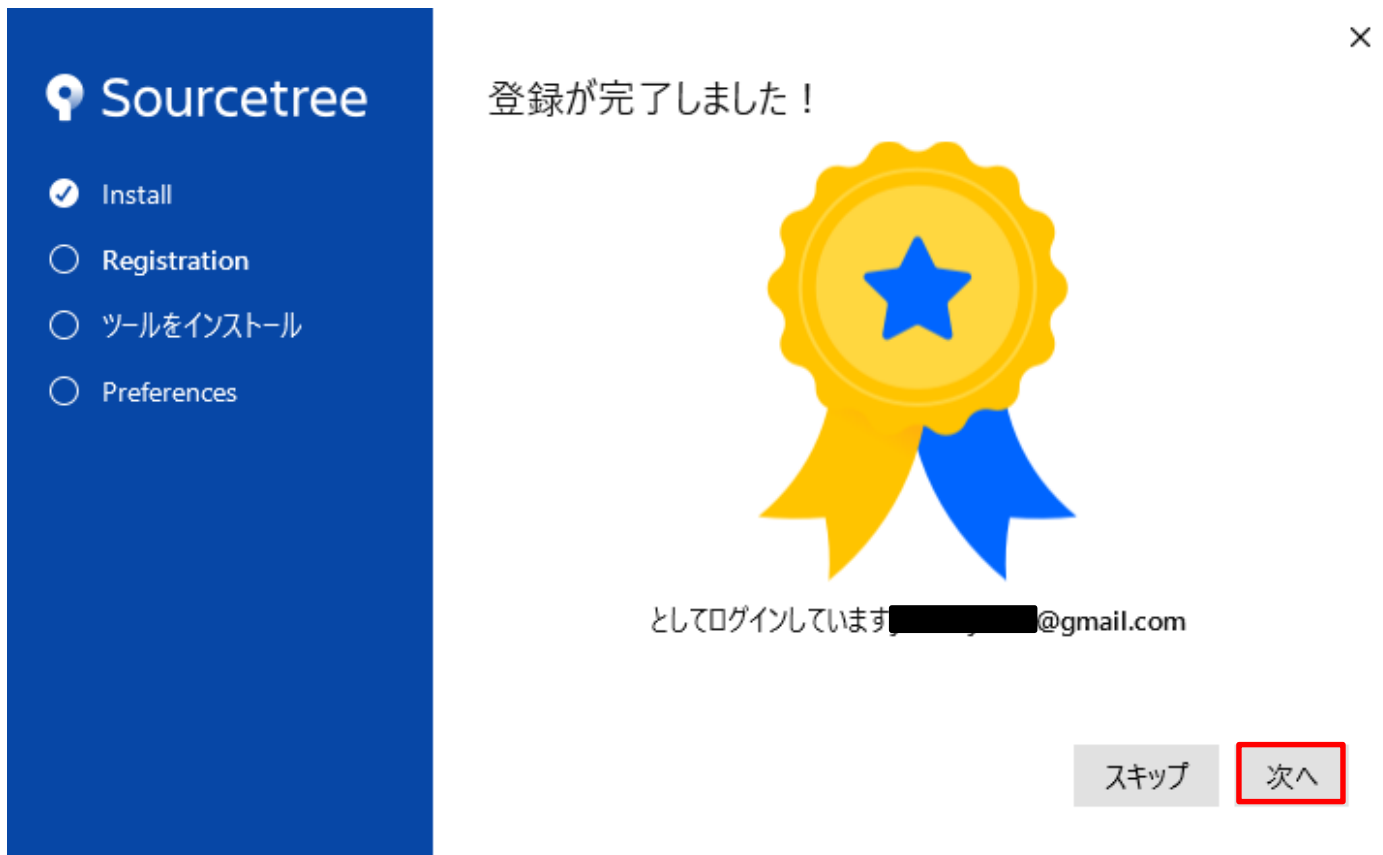 Sourcetree
Install
Registration
ツールをインストール
Preferences
登録が完了しました！
としてログインしています @gmail.com
スキップ
次へ